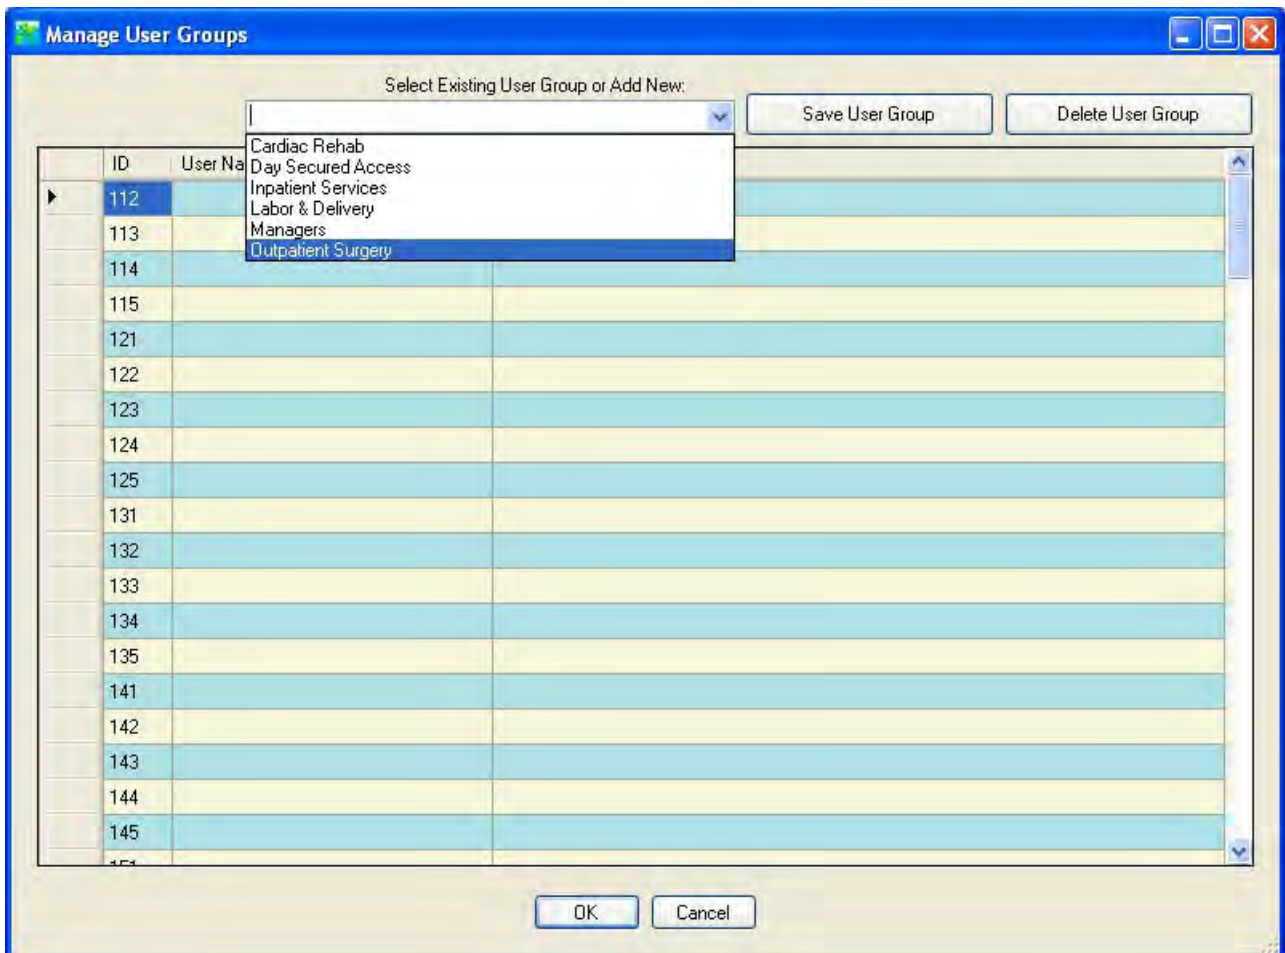 Manage User Groups
Select Existing User Group or Add New:
Save User Group
Delete User Group
Cardiac Rehab
Day Secured Access
Inpatient Services
Labor & Delivery
Managers
Outpatient Surgery
ID User Na
112
113
114
115
121
122
123
124
125
131
132
133
134
135
141
142
143
144
145
OK Cancel